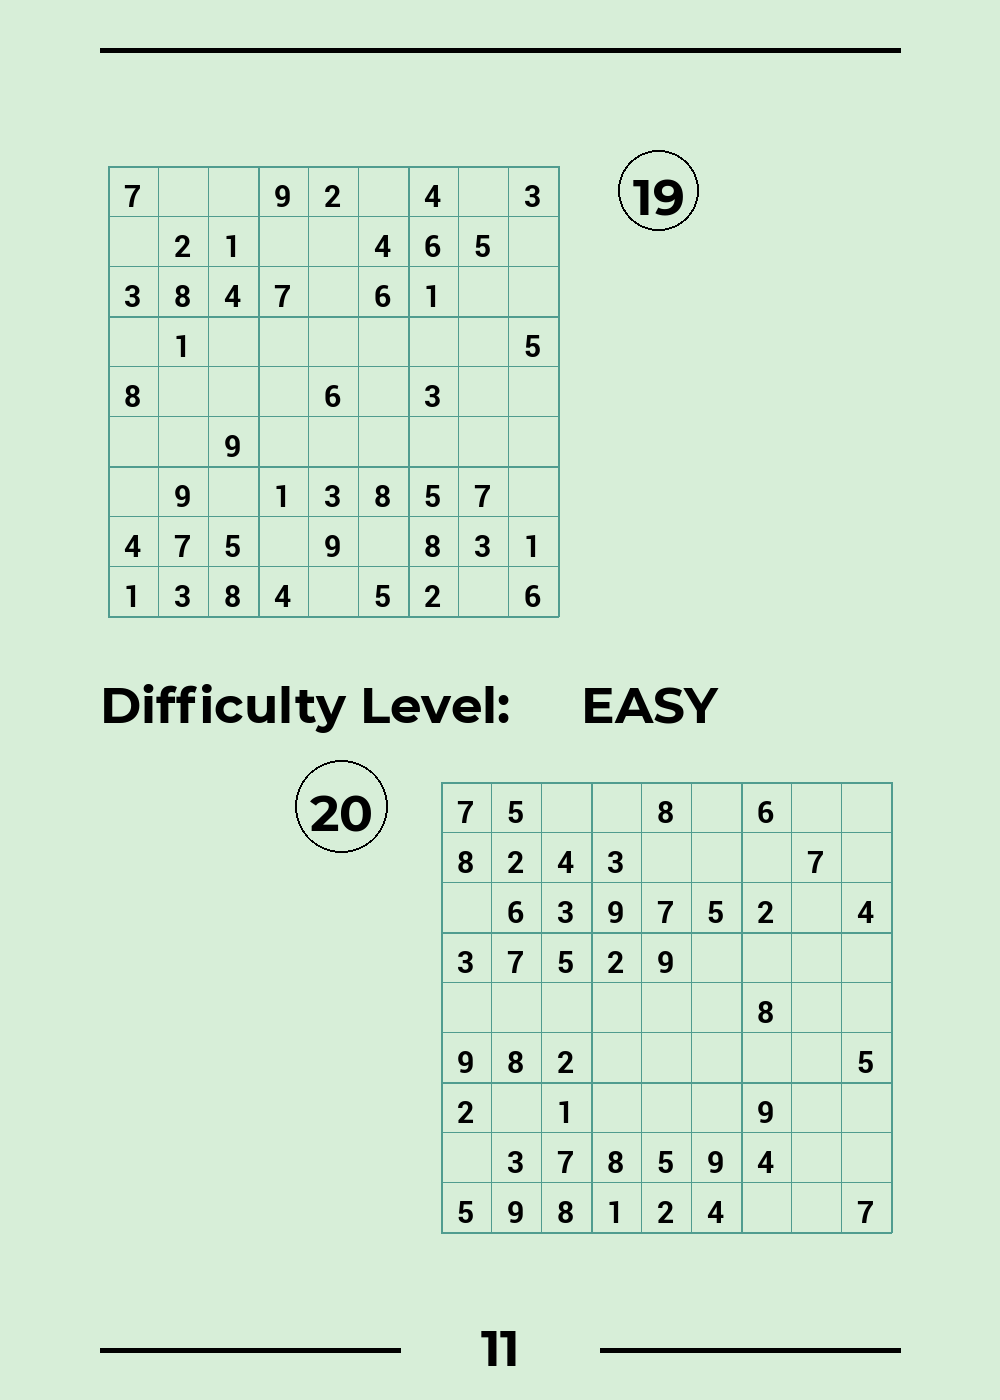 19
7 9 2 4 3
2 1 4 6 5
3 8 4 7 6 1
1 5
8 6 3
9
9 1 3 8 5 7
4 7 5 9 8 3 1
1 3 8 4 5 2 6
Difficulty Level: EASY
20
7 5 8 6
8 2 4 3 7
6 3 9 7 5 2 4
3 7 5 2 9
8
9 8 2 5
2 1 9
3 7 8 5 9 4
5 9 8 1 2 4 7
11